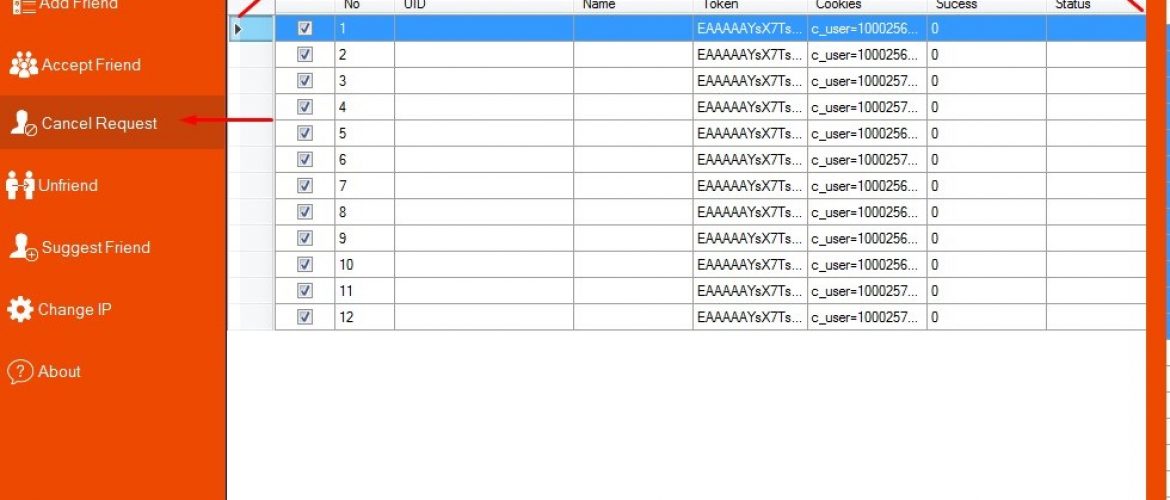 Add Friend
Accept Friend
Cancel Request
Unfriend
Suggest Friend
Change IP
About
No UID Name Token Cookies Sucess Status
1 EAAAAAYsX7Ts... c_user=1000256... 0
2 EAAAAAYsX7Ts... c_user=1000256... 0
3 EAAAAAYsX7Ts... c_user=1000257... 0
4 EAAAAAYsX7Ts... c_user=1000257... 0
5 EAAAAAYsX7Ts... c_user=1000256... 0
6 EAAAAAYsX7Ts... c_user=1000257... 0
7 EAAAAAYsX7Ts... c_user=1000256... 0
8 EAAAAAYsX7Ts... c_user=1000256... 0
9 EAAAAAYsX7Ts... c_user=1000256... 0
10 EAAAAAYsX7Ts... c_user=1000256... 0
11 EAAAAAYsX7Ts... c_user=1000257... 0
12 EAAAAAYsX7Ts... c_user=1000257... 0